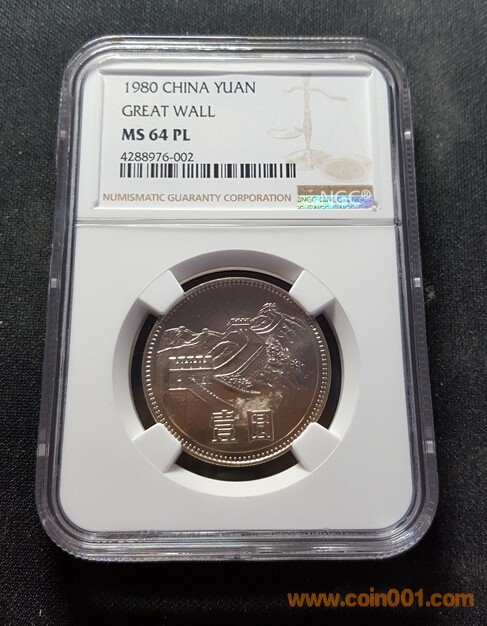 1980 CHINA YUAN
GREAT WALL
MS 64 PL
4288976-002
NUMISMATIC GUARANTY CORPORATION NGC®
壹圆
www.coin001.com